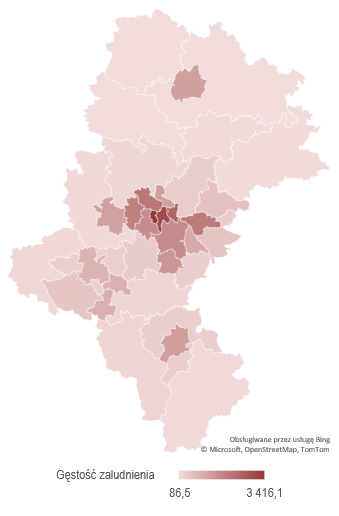 Obsługiwane przez usługę Bing
© Microsoft, OpenStreetMap, TomTom
Gęstość zaludnienia
86,5 3 416,1